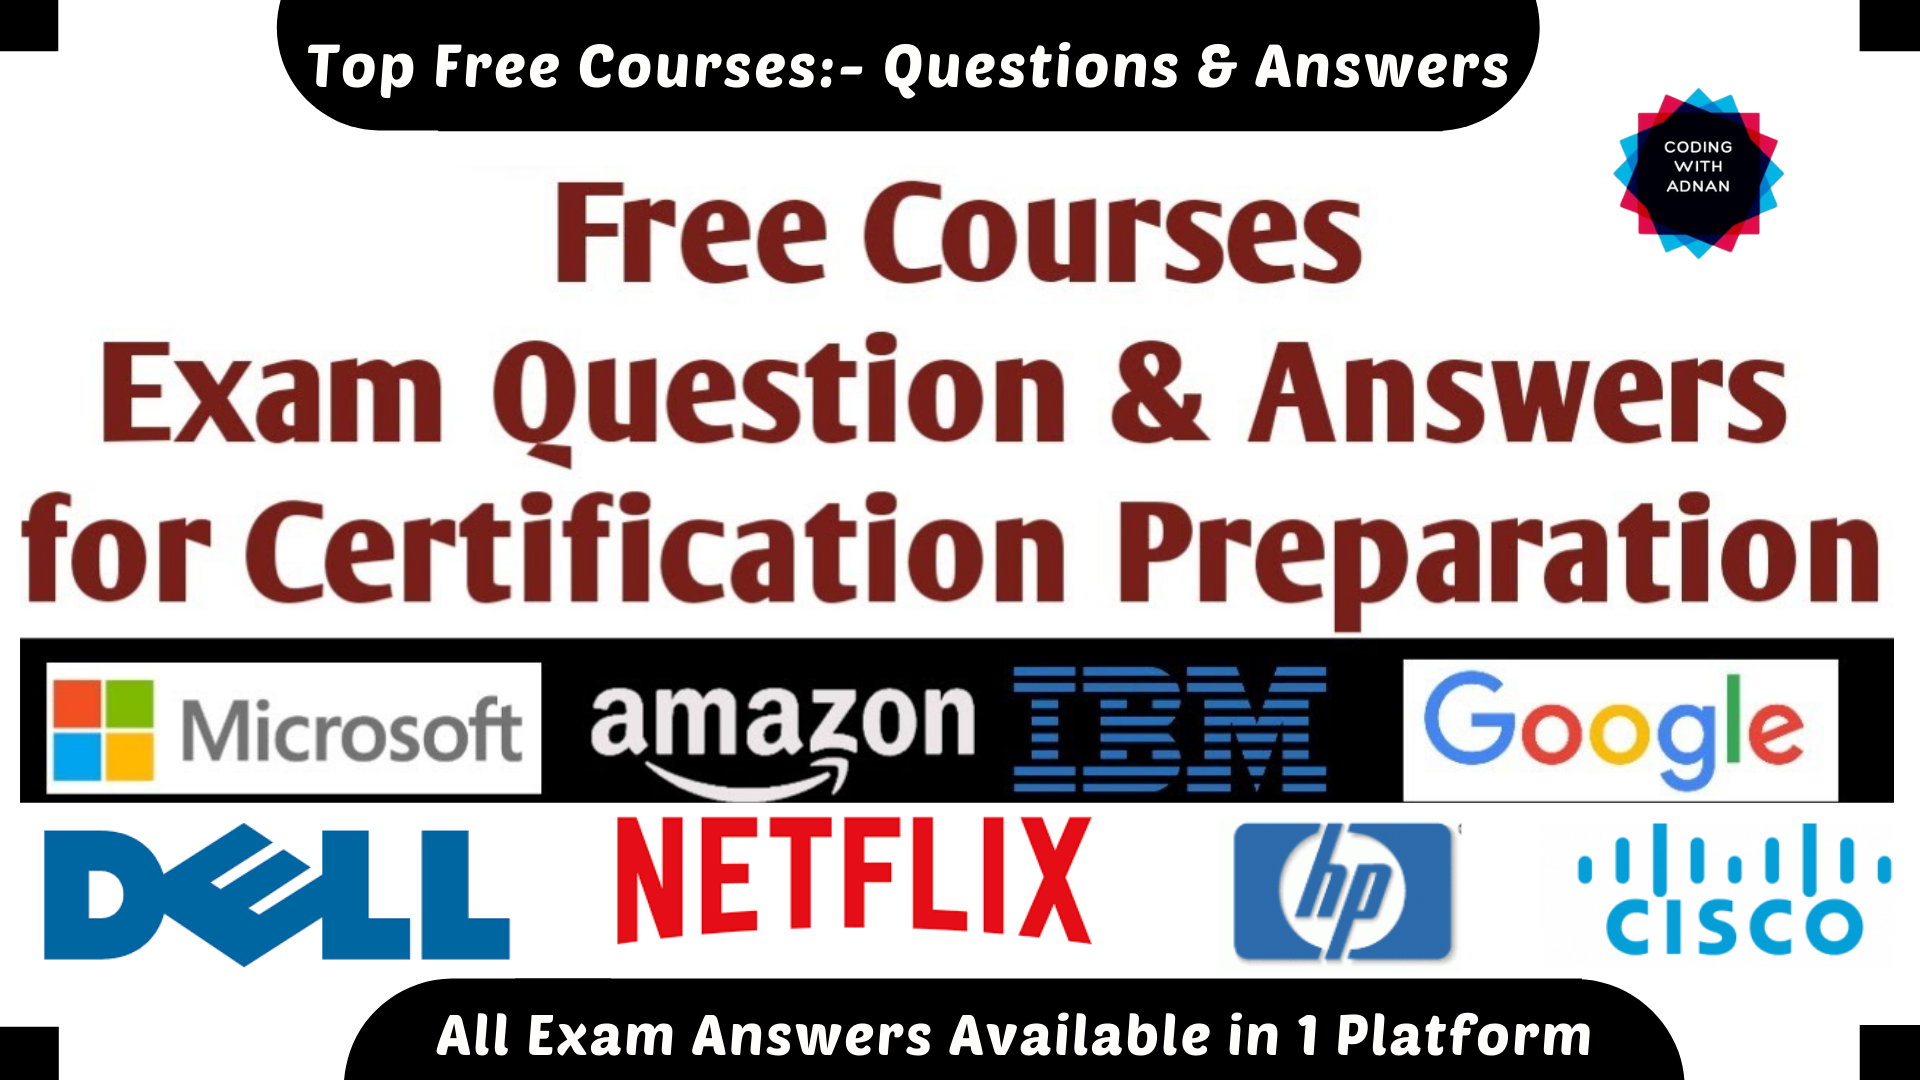 Top Free Courses:- Questions & Answers
CODING
WITH
ADNAN
Free Courses
Exam Question & Answers
for Certification Preparation
Microsoft amazon IBM Google
DELL NETFLIX hp CISCO
All Exam Answers Available in 1 Platform